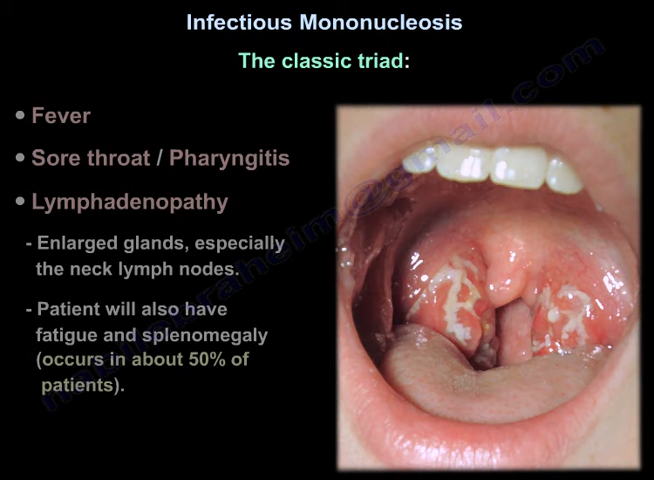 Infectious Mononucleosis
The classic triad:
• Fever
• Sore throat / Pharyngitis
• Lymphadenopathy
- Enlarged glands, especially
the neck lymph nodes.
- Patient will also have
fatigue and splenomegaly
(occurs in about 50% of
patients).